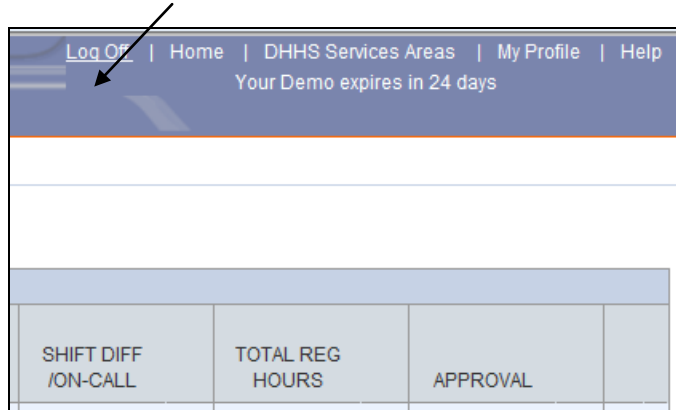 Log Off | Home | DHHS Services Areas | My Profile | Help
Your Demo expires in 24 days
SHIFT DIFF
/ON-CALL
TOTAL REG
HOURS
APPROVAL